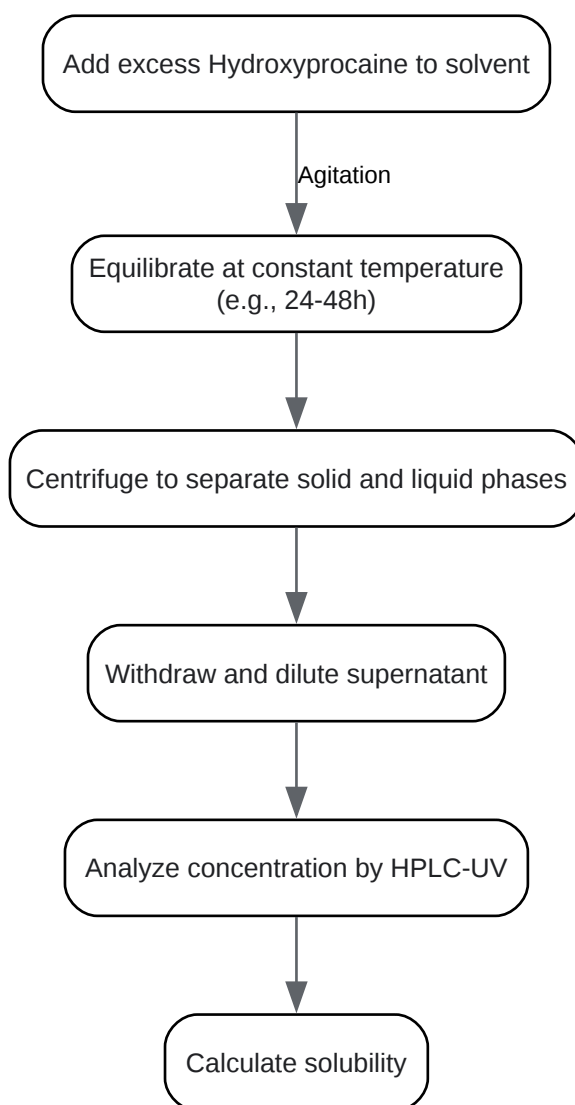 Add excess Hydroxyprocaine to solvent
Agitation
Equilibrate at constant temperature
(e.g., 24-48h)
Centrifuge to separate solid and liquid phases
Withdraw and dilute supernatant
Analyze concentration by HPLC-UV
Calculate solubility